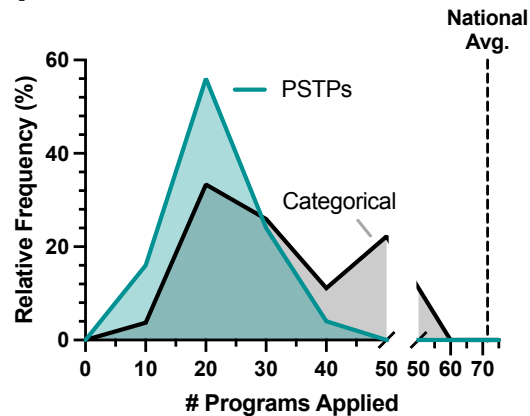 National
Avg.
60
40
20
0
Relative Frequency (%)
PSTPs
Categorical
0 10 20 30 40 50 50 60 70
# Programs Applied